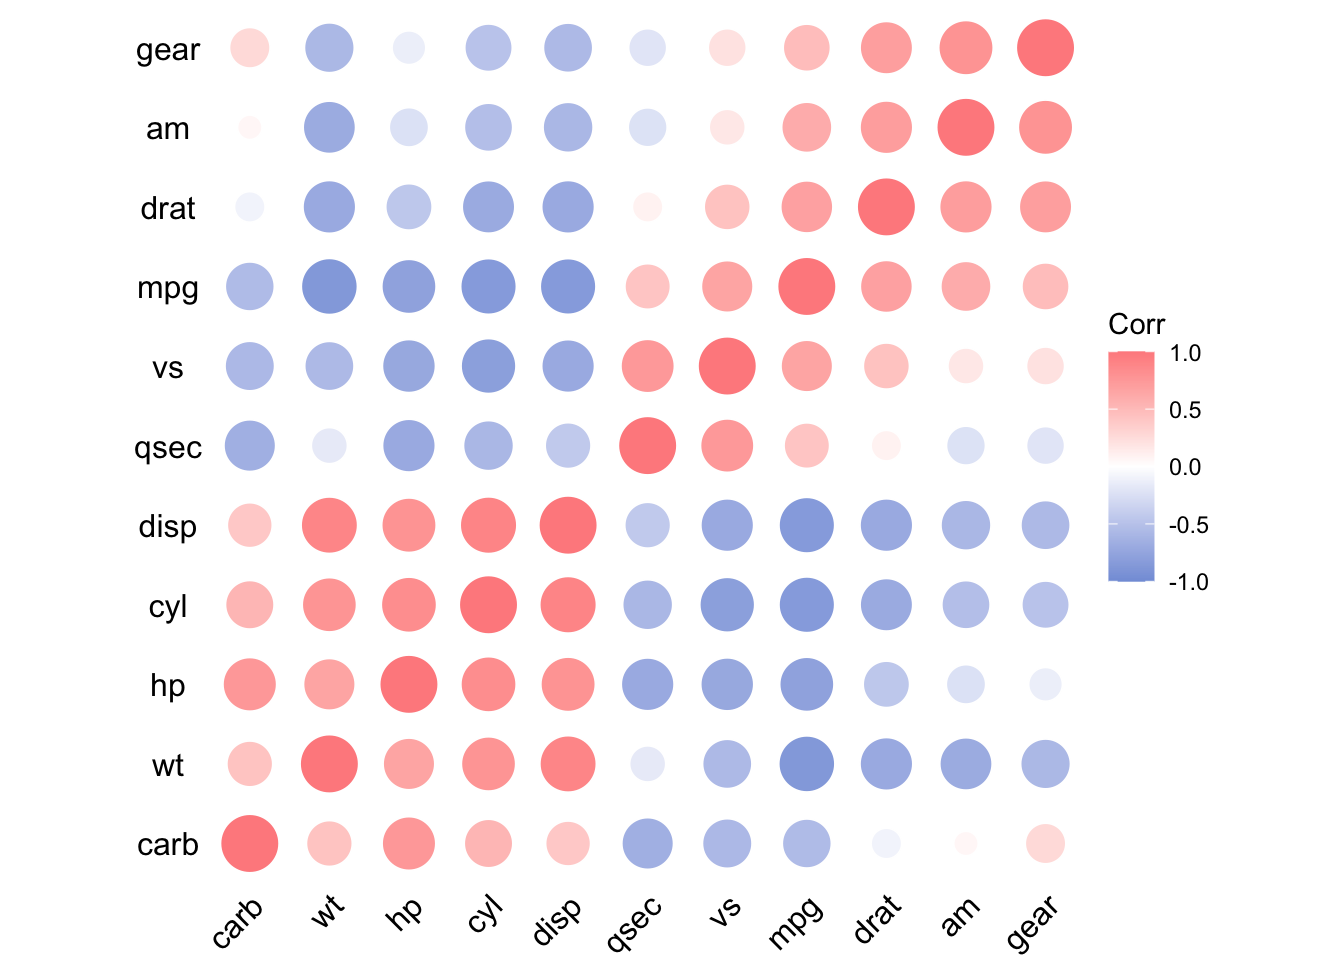 gear
am
drat
mpg
vs
qsec
disp
cyl
hp
wt
carb
carb
wt
hp
cyl
disp
qsec
vs
mpg
drat
am
gear
Corr
1.0
0.5
0.0
-0.5
-1.0